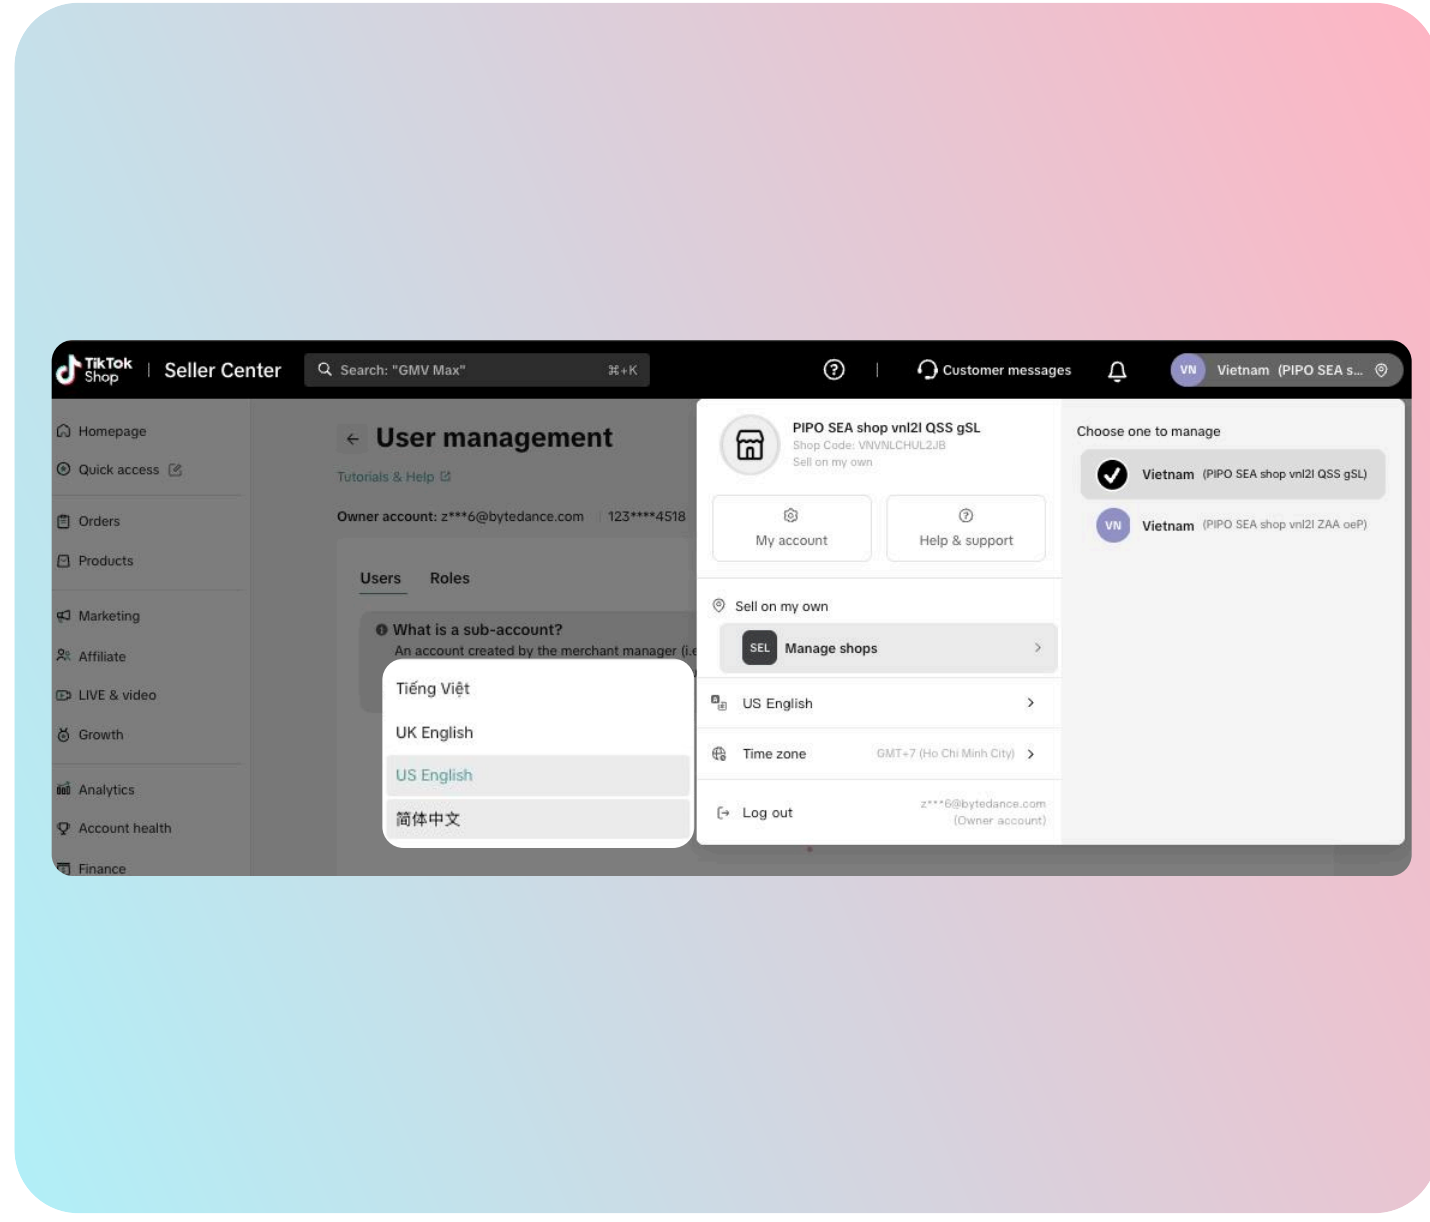 TikTok Shop | Seller Center
Search: "GMV Max" ⌘+K
Customer messages
VN Vietnam (PIPO SEA s...
Homepage
Quick access
Orders
Products
Marketing
Affiliate
LIVE & video
Growth
Analytics
Account health
Finance
User management
Tutorials & Help
Owner account: z***6@bytedance.com | 123****4518
Users Roles
What is a sub-account?
An account created by the merchant manager (i.e
Tiếng Việt
UK English
US English
简体中文
PIPO SEA shop vnl2l QSS gSL
Shop Code: VNVNLCHUL2JB
Sell on my own
My account
Help & support
Sell on my own
SEL Manage shops
US English
Time zone GMT+7 (Ho Chi Minh City)
Log out z***6@bytedance.com
(Owner account)
Choose one to manage
Vietnam (PIPO SEA shop vnl2l QSS gSL)
VN Vietnam (PIPO SEA shop vnl2l ZAA oeP)